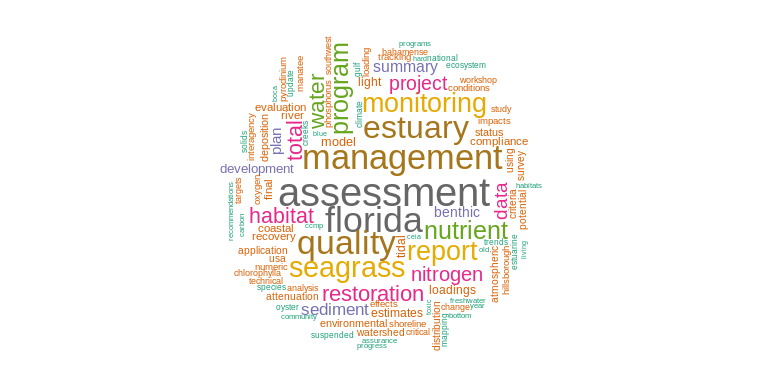 programs
bahamense
hard
national
tracking
ecosystem
southwest
program
gulf
loading
summary
workshop
pyrodinium
update
manatee
water
phosphorus
light
project
conditions
boca
climate
monitoring
study
evaluation
river
impacts
estuary
status
interagency
solids
deposition
plan
total
creeks
blue
model
compliance
management
using
survey
development
targets
oxygen
final
assessment
data
criteria
potential
habitats
recommendations
carbon
habitat
ccmp
florida
benthic
coastal
nutrient
recovery
quality
tidal
ceia
trends
estuarine
living
application
report
old
usa
seagrass
numeric
chlorophylla
nitrogen
atmospheric
hillsborough
technical
species
analysis
attenuation
restoration
loadings
oyster
sediment
effects
estimates
toxic
freshwater
change
year
community
environmental
shoreline
distribution
mapping
bottom
suspended
watershed
critical
assurance
progress